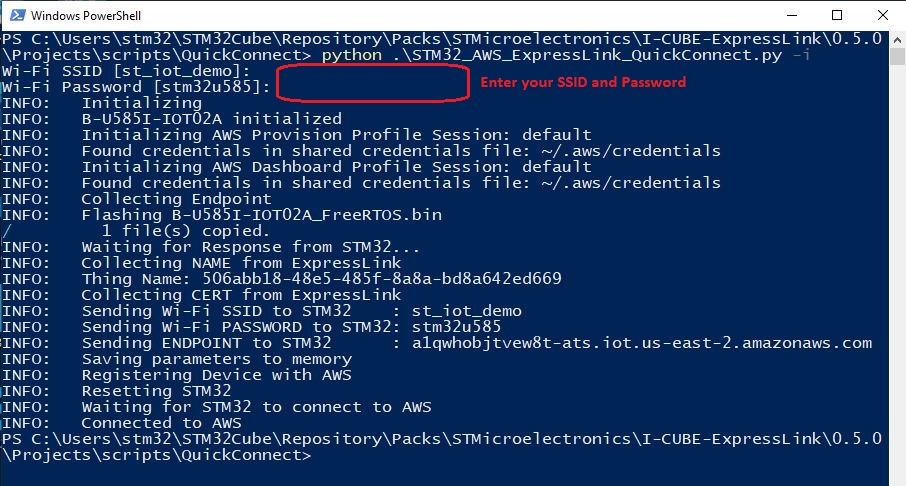 Windows PowerShell
PS C:\Users\stm32\STM32Cube\Repository\Packs\STMicroelectronics\I-CUBE-ExpressLink\0.5.0
\Projects\scripts\QuickConnect> python .\STM32_AWS_ExpressLink_QuickConnect.py -i
Wi-Fi SSID [st_iot_demo]:
Wi-Fi Password [stm32u585]:
Enter your SSID and Password
INFO:   Initializing
INFO:   B-U585I-IOT02A initialized
INFO:   Initializing AWS Provision Profile Session: default
INFO:   Found credentials in shared credentials file: ~/.aws/credentials
INFO:   Initializing AWS Dashboard Profile Session: default
INFO:   Found credentials in shared credentials file: ~/.aws/credentials
INFO:   Collecting Endpoint
INFO:   Flashing B-U585I-IOT02A_FreeRTOS.bin
/         1 file(s) copied.
INFO:   Waiting for Response from STM32...
INFO:   Collecting NAME from ExpressLink
INFO:   Thing Name: 506abb18-48e5-485f-8a8a-bd8a642ed669
INFO:   Collecting CERT from ExpressLink
INFO:   Sending Wi-Fi SSID to STM32    : st_iot_demo
INFO:   Sending Wi-Fi PASSWORD to STM32: stm32u585
INFO:   Sending ENDPOINT to STM32      : a1qwhobjtvew8t-ats.iot.us-east-2.amazonaws.com
INFO:   Saving parameters to memory
INFO:   Registering Device with AWS
INFO:   Resetting STM32
INFO:   Waiting for STM32 to connect to AWS
INFO:   Connected to AWS
PS C:\Users\stm32\STM32Cube\Repository\Packs\STMicroelectronics\I-CUBE-ExpressLink\0.5.0
\Projects\scripts\QuickConnect>